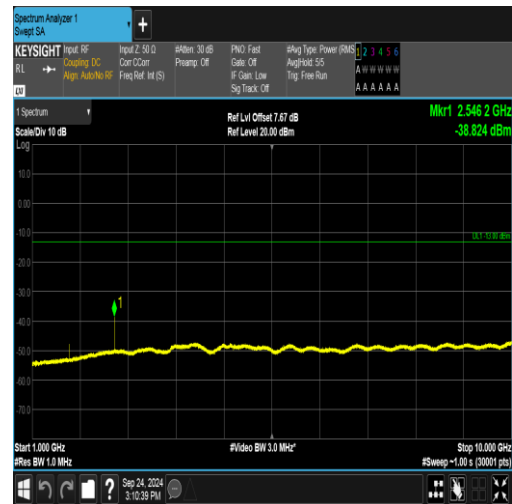 Spectrum Analyzer 1
Swept SA
+
KEYSIGHT
RL
LXI
Input: RF
Coupling: DC
Align: Auto/No RF
Input Z: 50 Ω
Corr CCorr
Freq Ref: Int (S)
#Atten: 30 dB
Preamp: Off
PNO: Fast
Gate: Off
IF Gain: Low
Sig Track: Off
#Avg Type: Power (RMS
Avg|Hold: 5/5
Trig: Free Run
1 2 3 4 5 6
A W W W W W
A A A A A A
1 Spectrum
Scale/Div 10 dB
Log
Ref Lvl Offset 7.67 dB
Ref Level 20.00 dBm
Mkr1 2.546 2 GHz
-38.824 dBm
10.0
0.00
-10.0
DL1 -13.00 dBm
-20.0
-30.0
1
-40.0
-50.0
-60.0
-70.0
Start 1.000 GHz
#Res BW 1.0 MHz
#Video BW 3.0 MHz*
Stop 10.000 GHz
#Sweep ~1.00 s (30001 pts)
?
Sep 24, 2024
3:10:39 PM